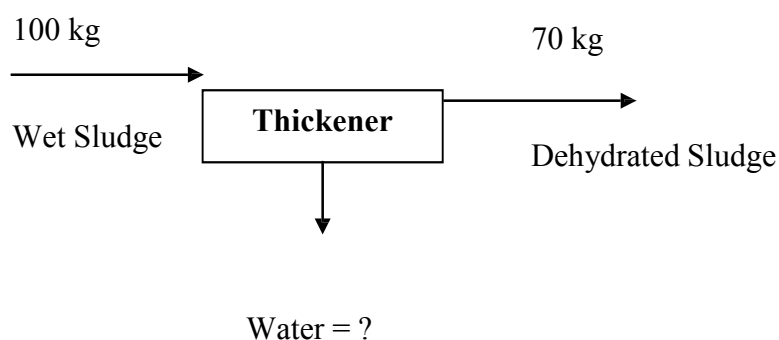 100 kg
70 kg
Thickener
Wet Sludge
Dehydrated Sludge
Water = ?